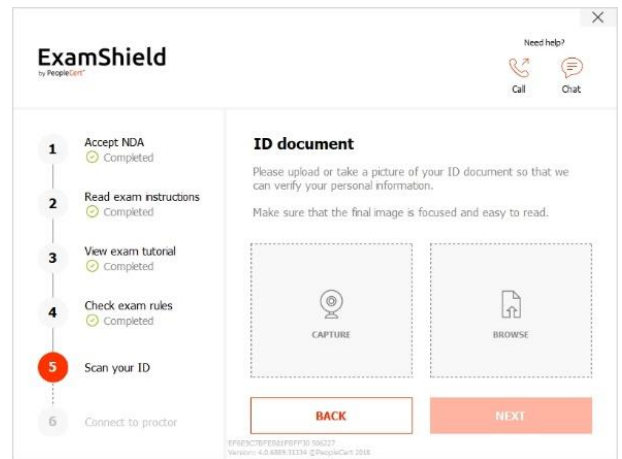 ExamShield
by PeopleCert
Need help?
Call
Chat
1
Accept NDA
Completed
2
Read exam instructions
Completed
3
View exam tutorial
Completed
4
Check exam rules
Completed
5
Scan your ID
6
Connect to proctor
ID document
Please upload or take a picture of your ID document so that we
can verify your personal information.
Make sure that the final image is focused and easy to read.
CAPTURE
BROWSE
BACK
NEXT
©PeopleCert 2018